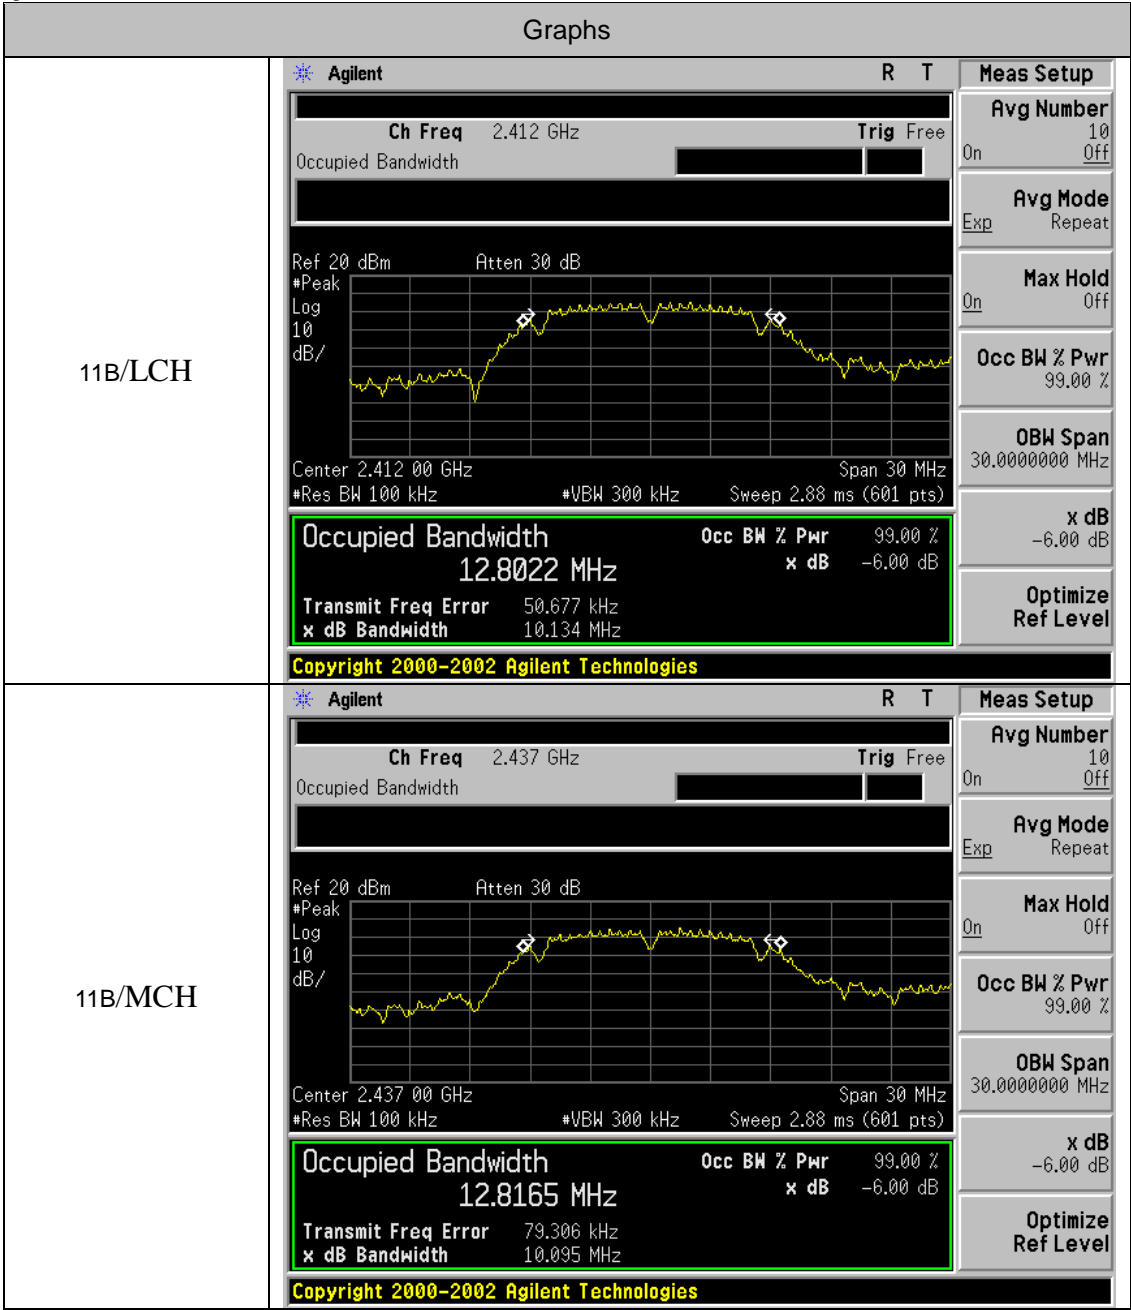 Graphs
11B/LCH
Agilent R T
Ch Freq 2.412 GHz Trig Free
Occupied Bandwidth
Ref 20 dBm Atten 30 dB
#Peak
Log
10
dB/
Center 2.412 00 GHz Span 30 MHz
#Res BW 100 kHz #VBW 300 kHz Sweep 2.88 ms (601 pts)
Occupied Bandwidth Occ BW % Pwr 99.00 %
12.8022 MHz x dB -6.00 dB
Transmit Freq Error 50.677 kHz
x dB Bandwidth 10.134 MHz
Copyright 2000-2002 Agilent Technologies
Meas Setup
Avg Number
10
On Off
Avg Mode
Exp Repeat
Max Hold
On Off
Occ BW % Pwr
99.00 %
OBW Span
30.0000000 MHz
x dB
-6.00 dB
Optimize
Ref Level
11B/MCH
Agilent R T
Ch Freq 2.437 GHz Trig Free
Occupied Bandwidth
Ref 20 dBm Atten 30 dB
#Peak
Log
10
dB/
Center 2.437 00 GHz Span 30 MHz
#Res BW 100 kHz #VBW 300 kHz Sweep 2.88 ms (601 pts)
Occupied Bandwidth Occ BW % Pwr 99.00 %
12.8165 MHz x dB -6.00 dB
Transmit Freq Error 79.306 kHz
x dB Bandwidth 10.095 MHz
Copyright 2000-2002 Agilent Technologies
Meas Setup
Avg Number
10
On Off
Avg Mode
Exp Repeat
Max Hold
On Off
Occ BW % Pwr
99.00 %
OBW Span
30.0000000 MHz
x dB
-6.00 dB
Optimize
Ref Level